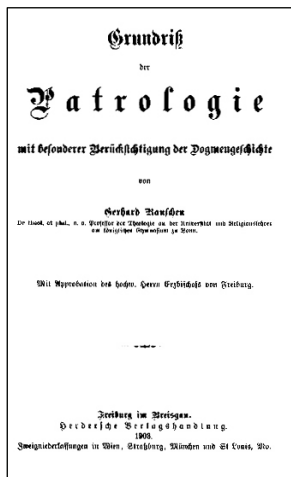 Grundriß
der
Patrologie
mit besonderer Berücksichtigung der Dogmengeschichte
von
Gerhard Rauschen
Dr theol. et phil., a. o. Professor der Theologie an der Universität und Religionslehrer
am königlichen Gymnasium zu Bonn.
Mit Approbation des hochw. Herrn Erzbischofs von Freiburg.
Freiburg im Breisgau.
Herdersche Verlagshandlung.
1903.
Zweigniederlassungen in Wien, Straßburg, München und St Louis, Mo.